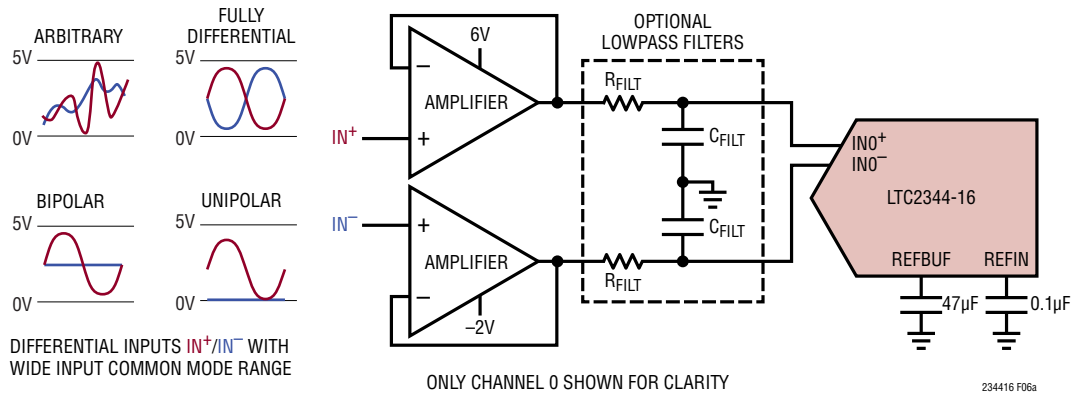 ARBITRARY
5V
0V
FULLY
DIFFERENTIAL
5V
0V
BIPOLAR
5V
0V
UNIPOLAR
5V
0V
DIFFERENTIAL INPUTS IN+/IN− WITH
WIDE INPUT COMMON MODE RANGE
6V
−
AMPLIFIER
+
IN+
IN−
+
AMPLIFIER
−
−2V
OPTIONAL
LOWPASS FILTERS
RFILT
CFILT
CFILT
RFILT
IN0+
IN0−
LTC2344-16
REFBUF REFIN
47µF
0.1µF
ONLY CHANNEL 0 SHOWN FOR CLARITY
234416 F06a